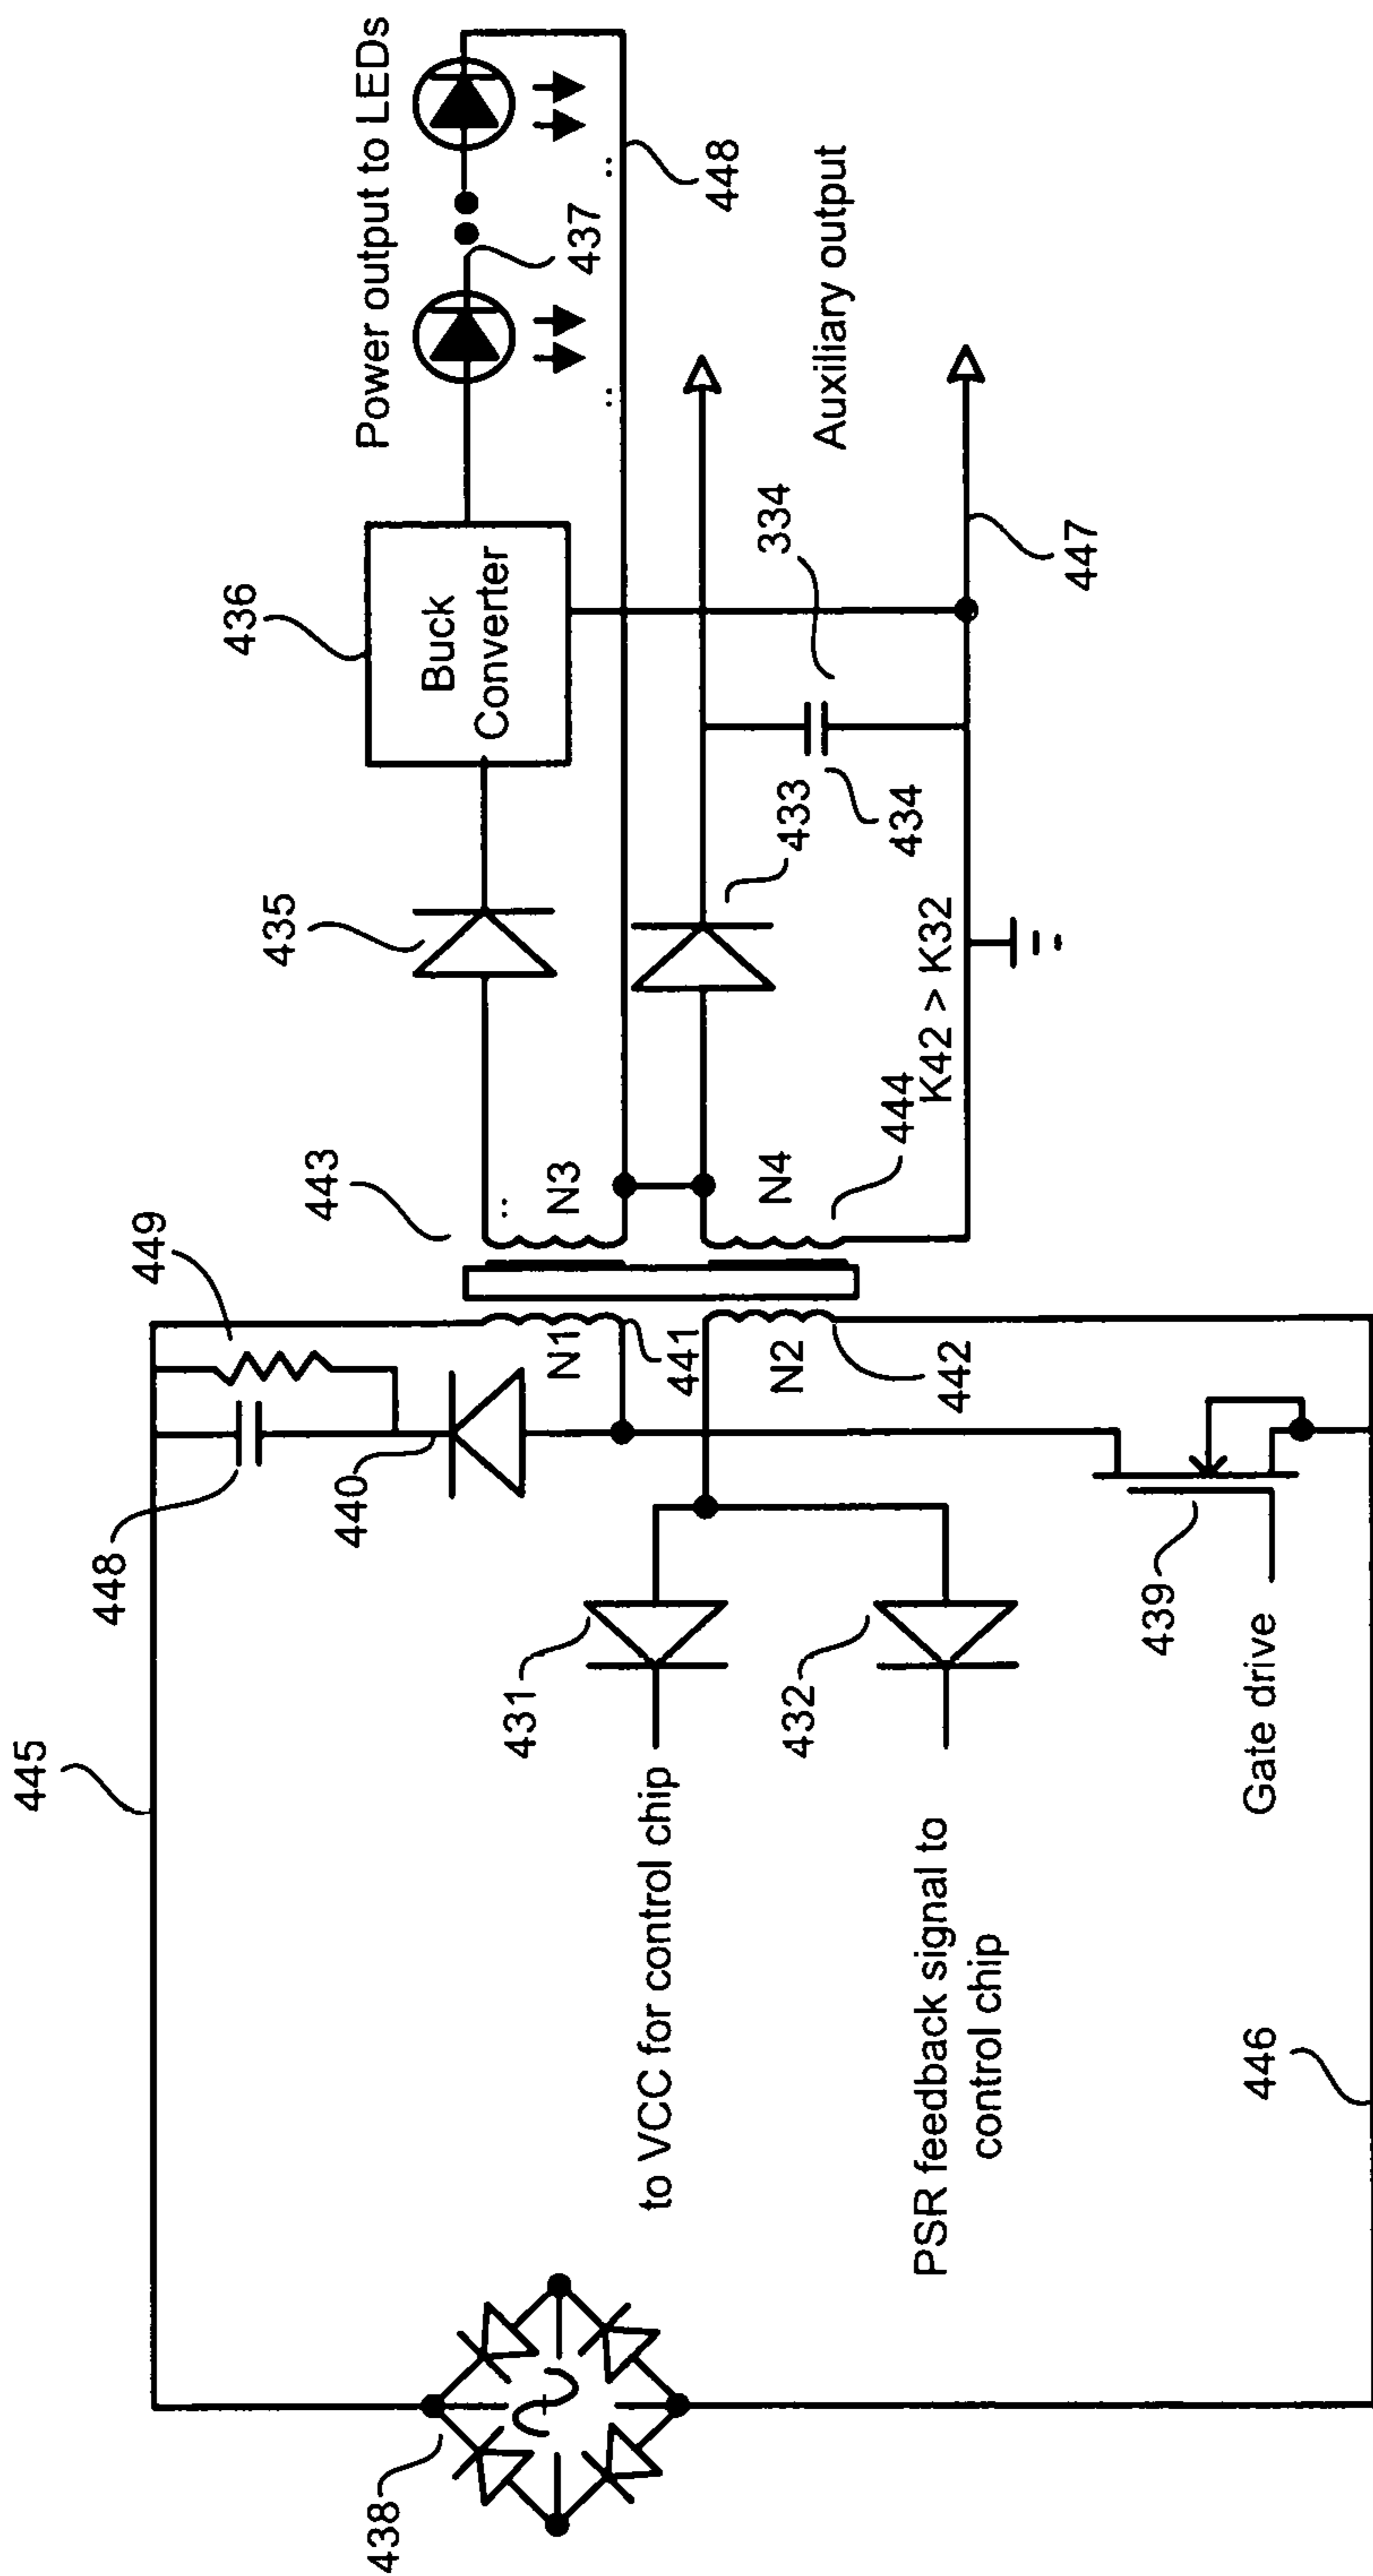 445
448
449
443
435
436
Power output to LEDs
Buck
Converter
437
448
440
N1
441
N3
431
to VCC for control chip
N2
442
N4
444
433
434
334
Auxiliary output
K42 > K32
447
438
432
PSR feedback signal to
control chip
439
Gate drive
446